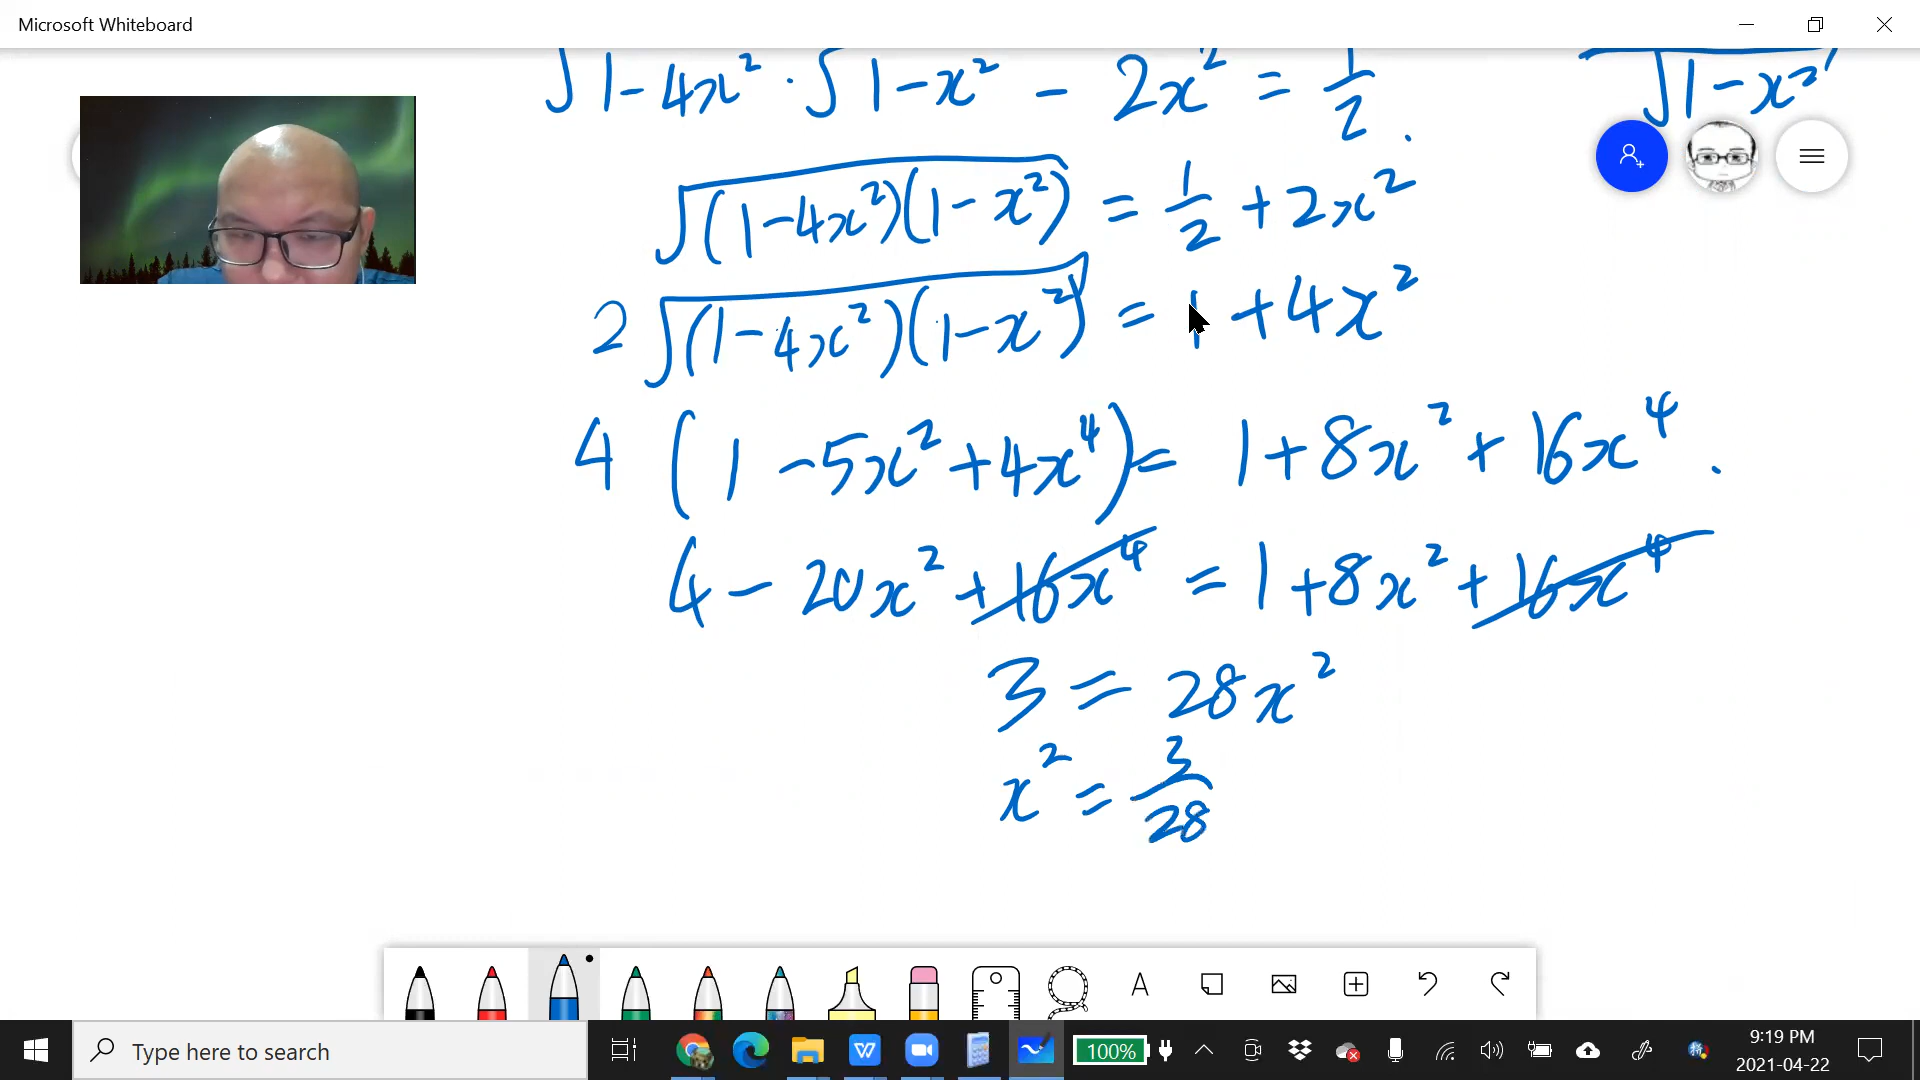 Microsoft Whiteboard
√1-4x² · √1-x² - 2x² = 1/2.
√1-x²
√(1-4x²)(1-x²) = 1/2 + 2x²
2 √(1-4x²)(1-x²) = 1 + 4x²
4 (1 -5x² +4x⁴) = 1 + 8x² + 16x⁴.
4 - 20x² +16x⁴ = 1 +8x² + 16x⁴
3 = 28x²
x² = 3/28
A
Type here to search
100%
9:19 PM
2021-04-22